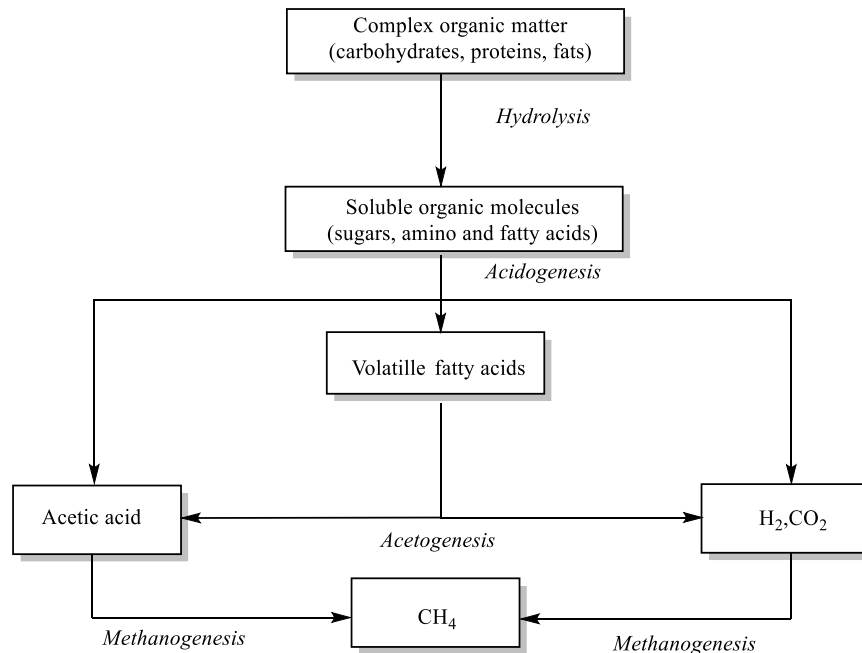 Complex organic matter
(carbohydrates, proteins, fats)
Hydrolysis
Soluble organic molecules
(sugars, amino and fatty acids)
Acidogenesis
Volatille fatty acids
Acetic acid
H₂,CO₂
Acetogenesis
CH₄
Methanogenesis
Methanogenesis